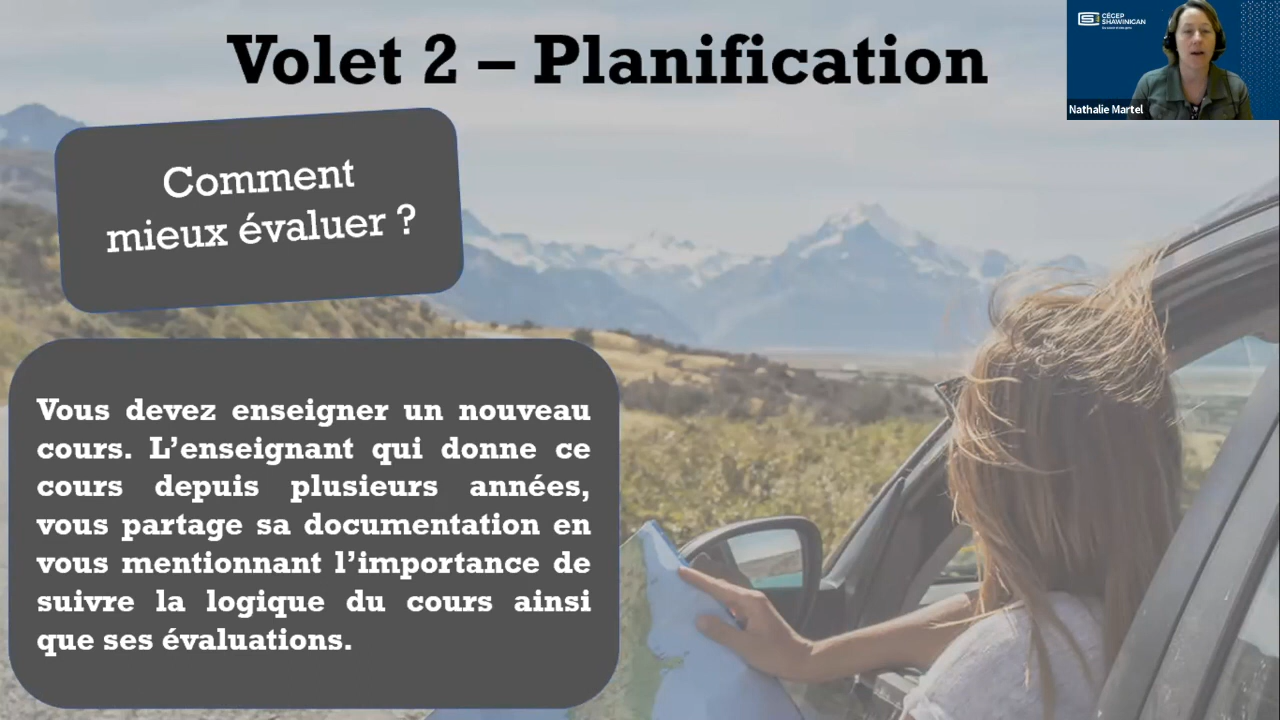 Volet 2 – Planification
CÉGEP
SHAWINIGAN
Nathalie Martel
Comment
mieux évaluer ?
Vous devez enseigner un nouveau
cours. L’enseignant qui donne ce
cours depuis plusieurs années,
vous partage sa documentation en
vous mentionnant l’importance de
suivre la logique du cours ainsi
que ses évaluations.